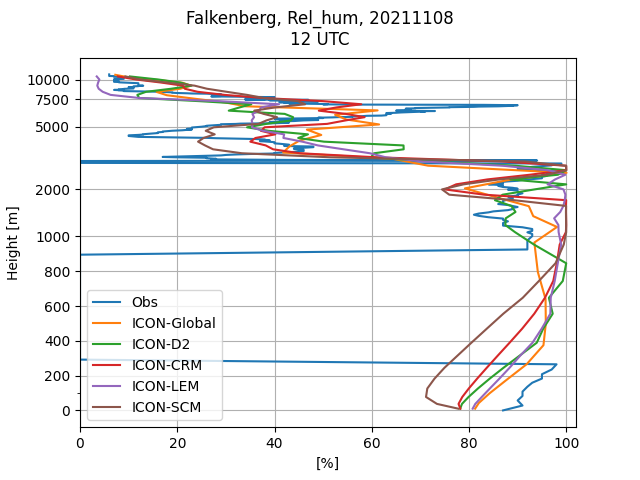 Falkenberg, Rel_hum, 20211108
12 UTC
Height [m]
10000
7500
5000
2000
1000
800
600
400
200
0
Obs
ICON-Global
ICON-D2
ICON-CRM
ICON-LEM
ICON-SCM
0 20 40 60 80 100
[%]